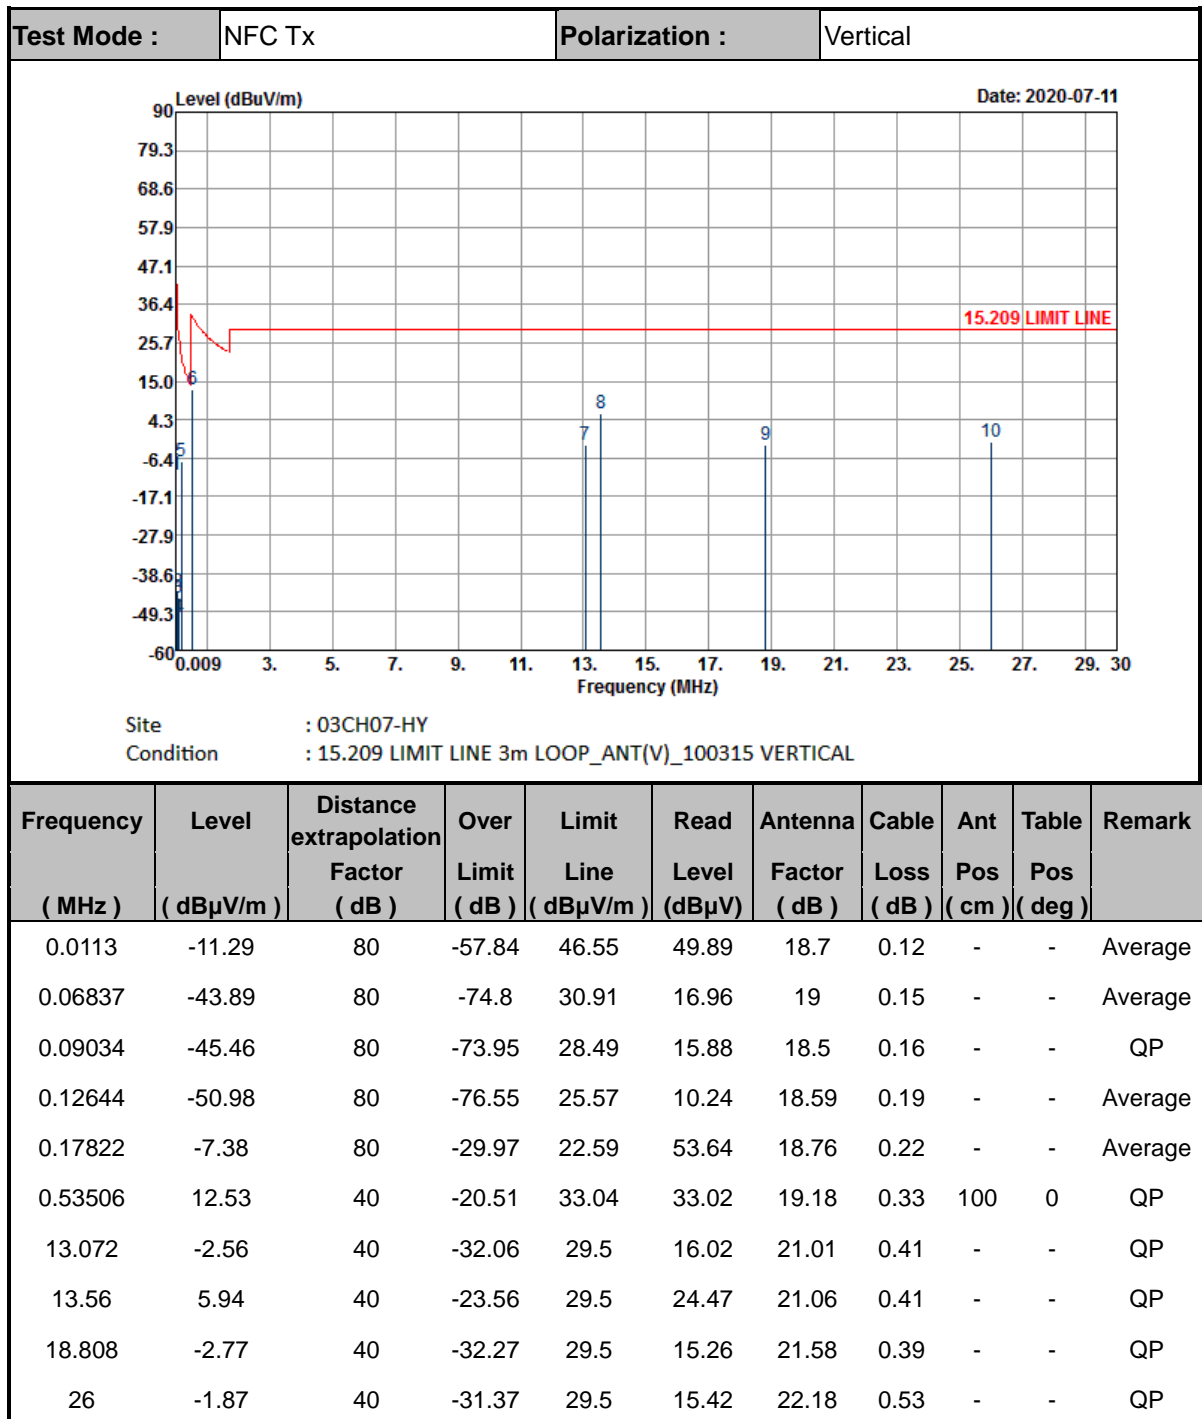 Test Mode : NFC Tx Polarization : Vertical
Level (dBuV/m) Date: 2020-07-11
90
79.3
68.6
57.9
47.1
36.4
25.7
15.0
4.3
-6.4
-17.1
-27.9
-38.6
-49.3
-60
15.209 LIMIT LINE
5 6 7 8 9 10
0.009 3. 5. 7. 9. 11. 13. 15. 17. 19. 21. 23. 25. 27. 29. 30
Frequency (MHz)
Site : 03CH07-HY
Condition : 15.209 LIMIT LINE 3m LOOP_ANT(V)_100315 VERTICAL
Frequency Level Distance extrapolation Over Limit Read Antenna Cable Ant Table Remark
Factor Limit Line Level Factor Loss Pos Pos
( MHz ) ( dBµV/m ) ( dB ) ( dB ) ( dBµV/m ) (dBµV) ( dB ) ( dB ) ( cm ) ( deg )
0.0113 -11.29 80 -57.84 46.55 49.89 18.7 0.12 - - Average
0.06837 -43.89 80 -74.8 30.91 16.96 19 0.15 - - Average
0.09034 -45.46 80 -73.95 28.49 15.88 18.5 0.16 - - QP
0.12644 -50.98 80 -76.55 25.57 10.24 18.59 0.19 - - Average
0.17822 -7.38 80 -29.97 22.59 53.64 18.76 0.22 - - Average
0.53506 12.53 40 -20.51 33.04 33.02 19.18 0.33 100 0 QP
13.072 -2.56 40 -32.06 29.5 16.02 21.01 0.41 - - QP
13.56 5.94 40 -23.56 29.5 24.47 21.06 0.41 - - QP
18.808 -2.77 40 -32.27 29.5 15.26 21.58 0.39 - - QP
26 -1.87 40 -31.37 29.5 15.42 22.18 0.53 - - QP